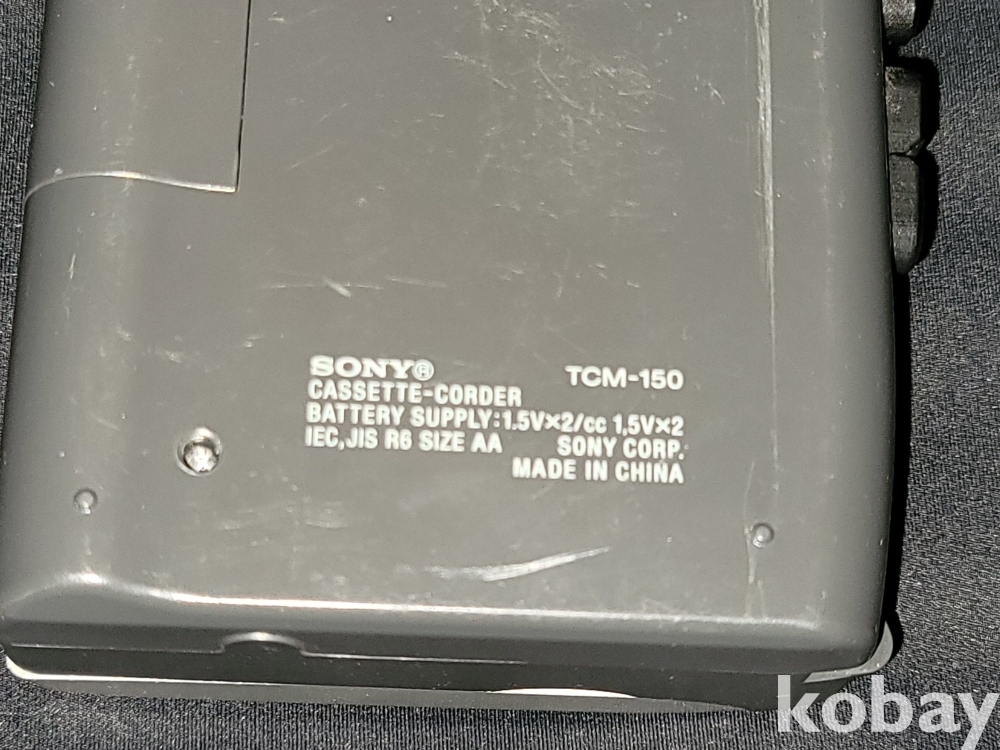 SONY® TCM-150
CASSETTE-CORDER
BATTERY SUPPLY:1.5V×2/cc 1,5V×2
IEC,JIS R6 SIZE AA SONY CORP.
MADE IN CHINA
kobay